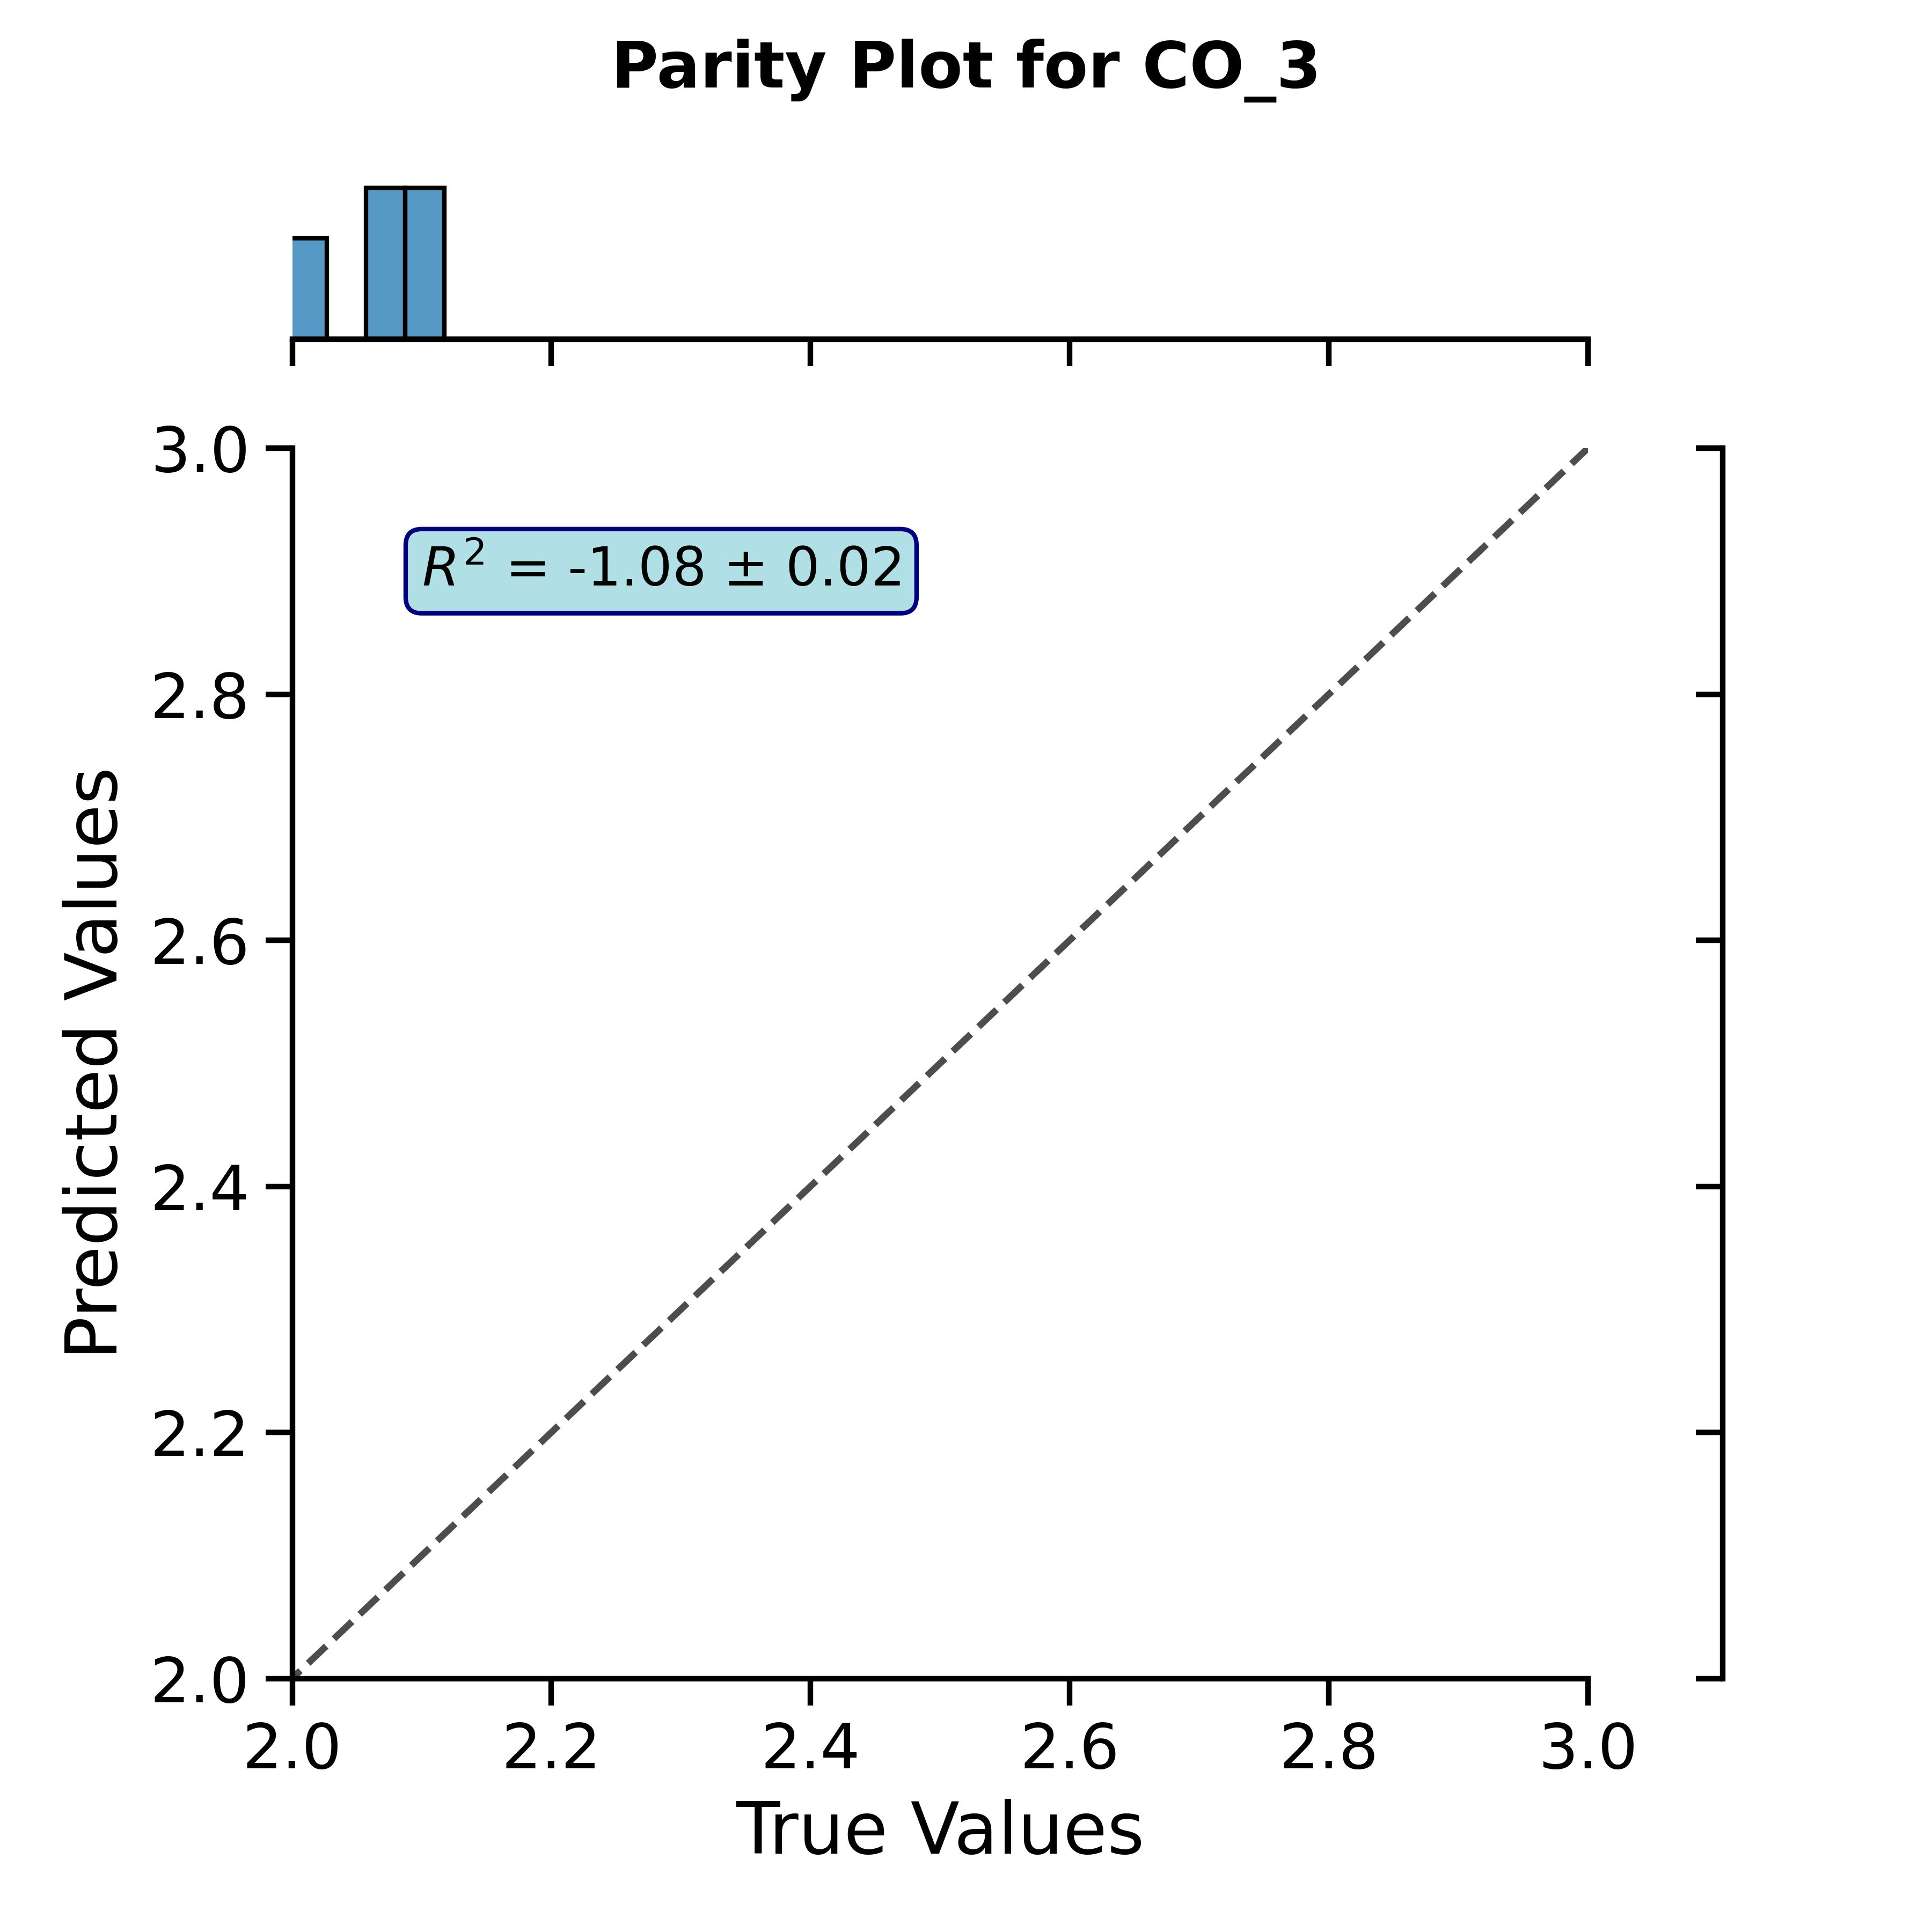 Parity Plot for CO_3
3.0
R² = -1.08 ± 0.02
2.8
2.6
2.4
2.2
2.0
Predicted Values
2.0 2.2 2.4 2.6 2.8 3.0
True Values